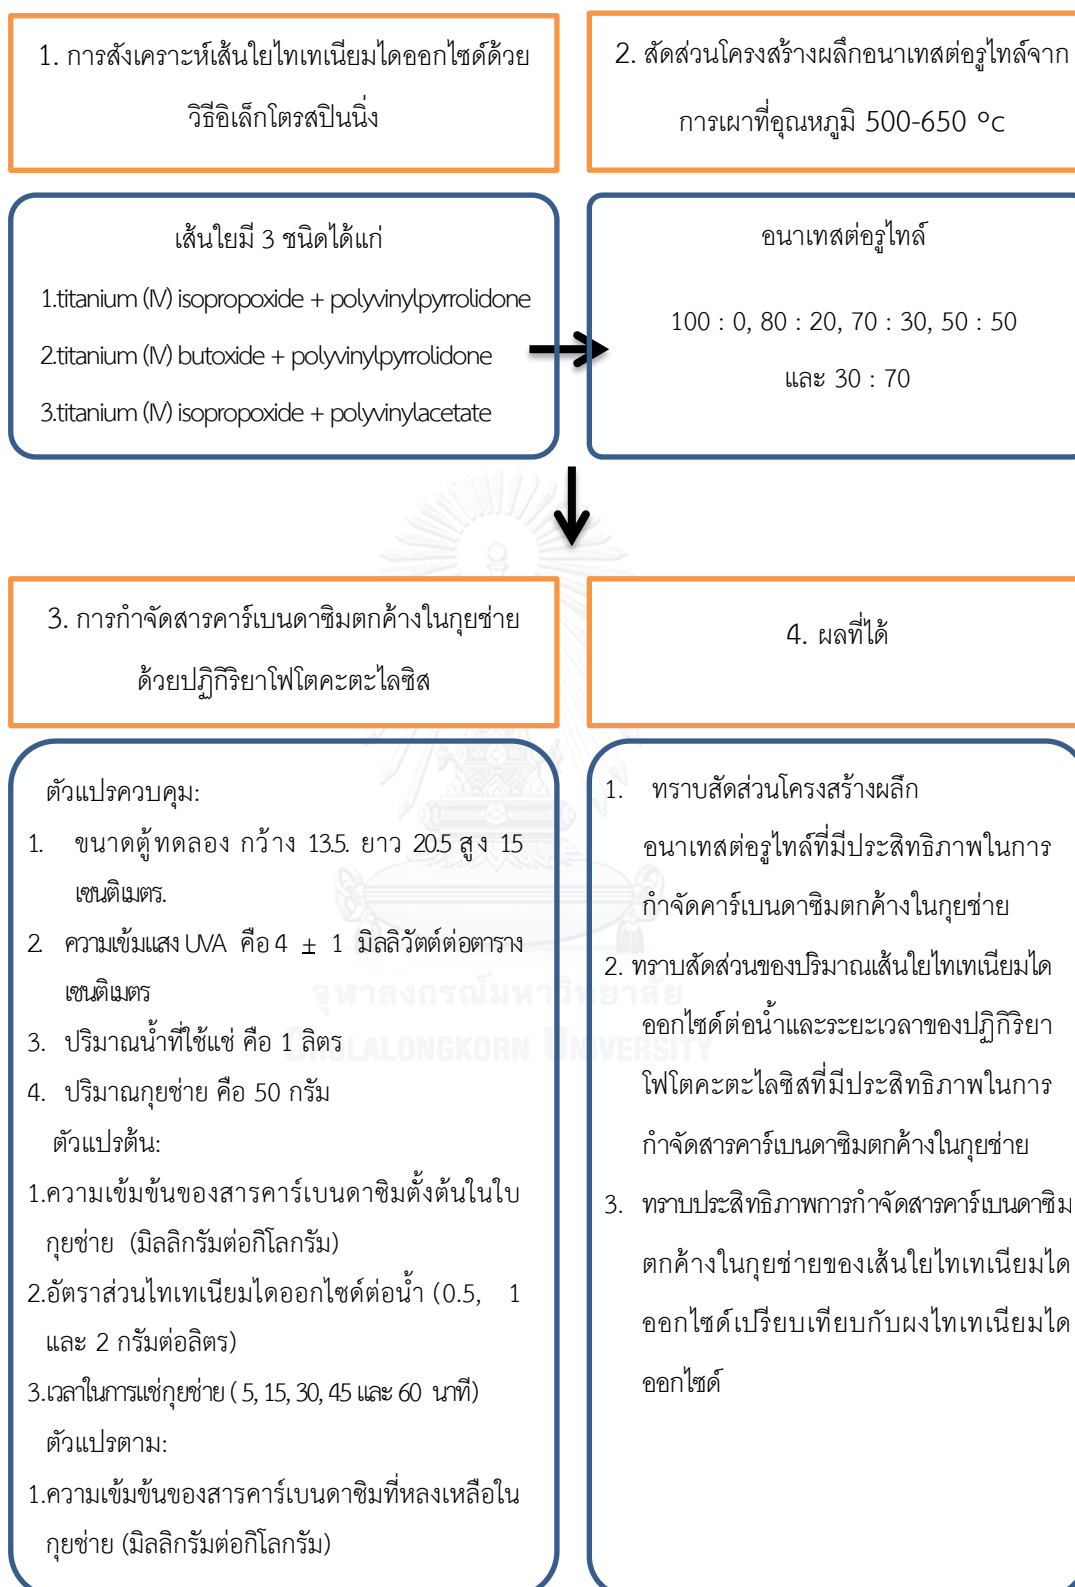 1. การสังเคราะห์เส้นใยไทเทเนียมไดออกไซด์ด้วย
วิธีอิเล็กโตรสปินนิ่ง
2. สัดส่วนโครงสร้างผลึกอนาเทสต่อรูไทล์จาก
การเผาที่อุณหภูมิ 500-650 ºc
เส้นใยมี 3 ชนิดได้แก่
1.titanium (IV) isopropoxide + polyvinylpyrrolidone
2.titanium (IV) butoxide + polyvinylpyrrolidone
3.titanium (IV) isopropoxide + polyvinylacetate
อนาเทสต่อรูไทล์
100 : 0, 80 : 20, 70 : 30, 50 : 50
และ 30 : 70
3. การกำจัดสารคาร์เบนดาซิมตกค้างในกุยช่าย
ด้วยปฏิกิริยาโฟโตคะตะไลซิส
4. ผลที่ได้
ตัวแปรควบคุม:
1. ขนาดตู้ทดลอง กว้าง 13.5. ยาว 20.5 สูง 15
เซนติเมตร.
2. ความเข้มแสง UVA คือ 4 ± 1 มิลลิวัตต์ต่อตาราง
เซนติเมตร
3. ปริมาณน้ำที่ใช้แช่ คือ 1 ลิตร
4. ปริมาณกุยช่าย คือ 50 กรัม
ตัวแปรต้น:
1.ความเข้มข้นของสารคาร์เบนดาซิมตั้งต้นในใบ
กุยช่าย (มิลลิกรัมต่อกิโลกรัม)
2.อัตราส่วนไทเทเนียมไดออกไซด์ต่อน้ำ (0.5, 1
และ 2 กรัมต่อลิตร)
3.เวลาในการแช่กุยช่าย ( 5, 15, 30, 45 และ 60 นาที)
ตัวแปรตาม:
1.ความเข้มข้นของสารคาร์เบนดาซิมที่หลงเหลือใน
กุยช่าย (มิลลิกรัมต่อกิโลกรัม)
1. ทราบสัดส่วนโครงสร้างผลึก
อนาเทสต่อรูไทล์ที่มีประสิทธิภาพในการ
กำจัดคาร์เบนดาซิมตกค้างในกุยช่าย
2. ทราบสัดส่วนของปริมาณเส้นใยไทเทเนียมได
ออกไซด์ต่อน้ำและระยะเวลาของปฏิกิริยา
โฟโตคะตะไลซิสที่มีประสิทธิภาพในการ
กำจัดสารคาร์เบนดาซิมตกค้างในกุยช่าย
3. ทราบประสิทธิภาพการกำจัดสารคาร์เบนดาซิม
ตกค้างในกุยช่ายของเส้นใยไทเทเนียมได
ออกไซด์เปรียบเทียบกับผงไทเทเนียมได
ออกไซด์
จุฬาลงกรณ์มหาวิทยาลัย
CHULALONGKORN UNIVERSITY